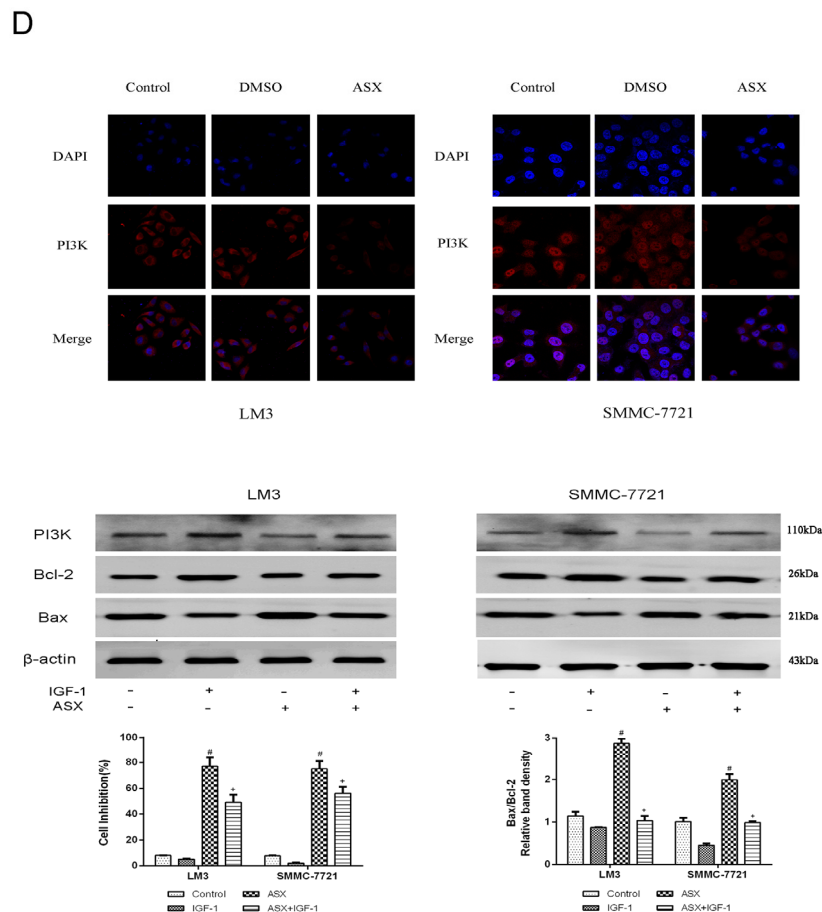 D
Control DMSO ASX Control DMSO ASX
DAPI DAPI
PI3K PI3K
Merge Merge
LM3 SMMC-7721
LM3 SMMC-7721
PI3K 110kDa
Bcl-2 26kDa
Bax 21kDa
β-actin 43kDa
IGF-1 - + - + - + - +
ASX - - + + - - + +
Cell Inhibition(%)
100
80
60
40
20
0
# + # +
LM3 SMMC-7721
Control ASX
IGF-1 ASX+IGF-1
Bax/Bcl-2
Relative band density
3
2
1
0
# + # +
LM3 SMMC-7721
Control ASX
IGF-1 ASX+IGF-1